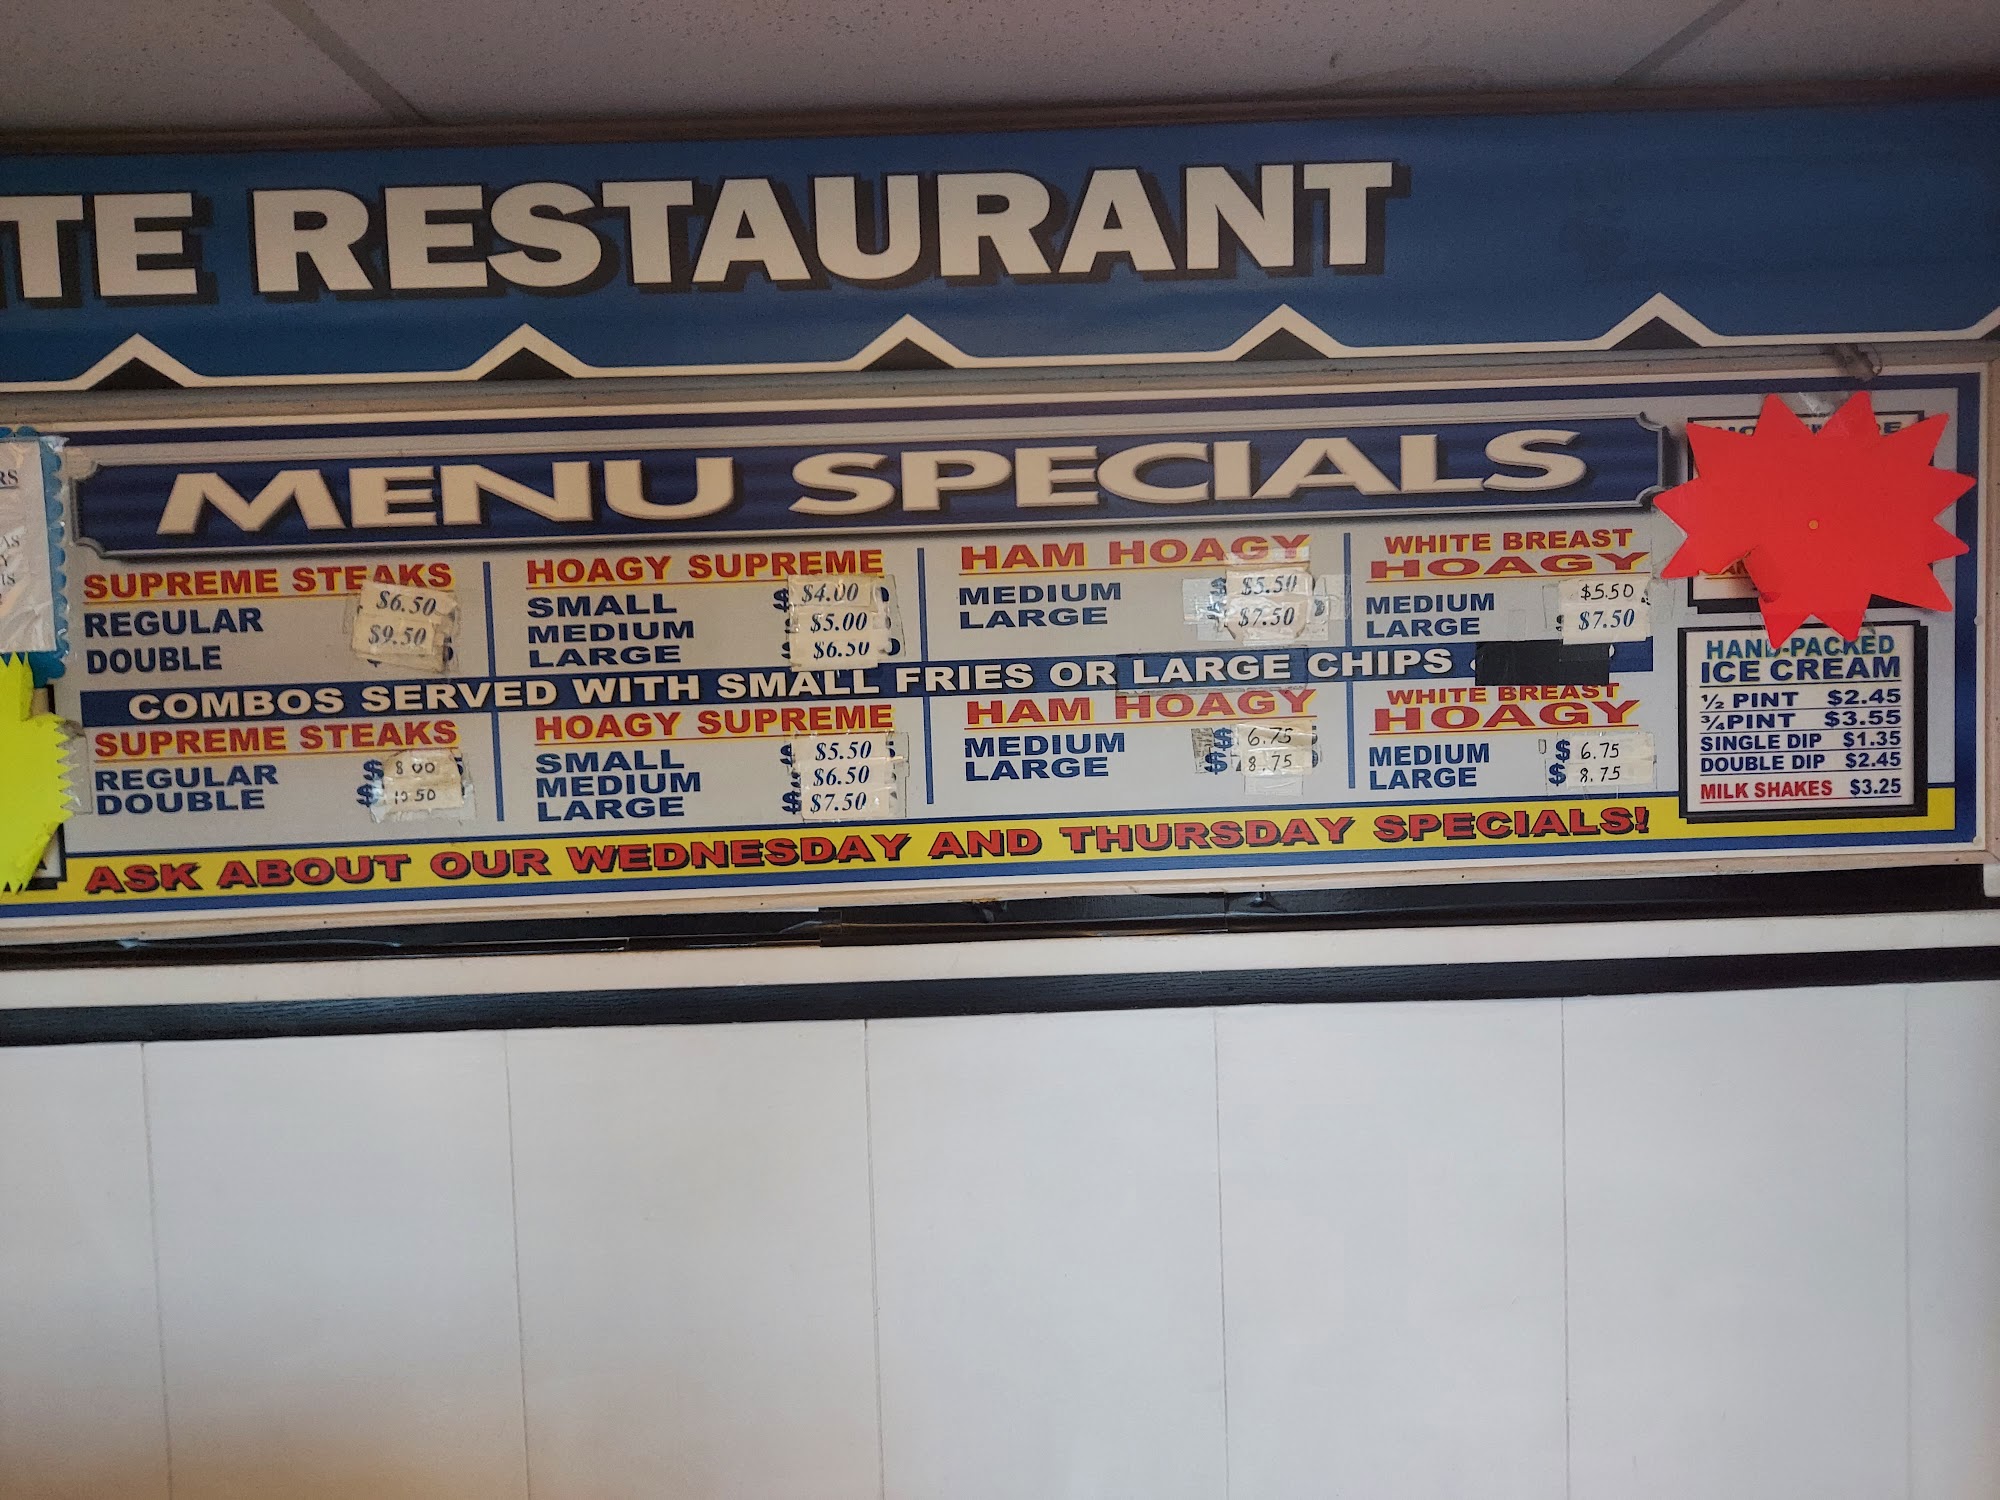 TE RESTAURANT
MENU SPECIALS
SUPREME STEAKS
REGULAR $6.50
DOUBLE $9.50
HOAGY SUPREME
SMALL $4.00
MEDIUM $5.00
LARGE $6.50
HAM HOAGY
MEDIUM $5.50
LARGE $7.50
WHITE BREAST
HOAGY
MEDIUM $5.50
LARGE $7.50
COMBOS SERVED WITH SMALL FRIES OR LARGE CHIPS
SUPREME STEAKS
REGULAR $8 00
DOUBLE $10 50
HOAGY SUPREME
SMALL $5.50
MEDIUM $6.50
LARGE $7.50
HAM HOAGY
MEDIUM $6.75
LARGE $8.75
WHITE BREAST
HOAGY
MEDIUM $6.75
LARGE $8.75
HAND-PACKED
ICE CREAM
1/2 PINT $2.45
3/4 PINT $3.55
SINGLE DIP $1.35
DOUBLE DIP $2.45
MILK SHAKES $3.25
ASK ABOUT OUR WEDNESDAY AND THURSDAY SPECIALS!